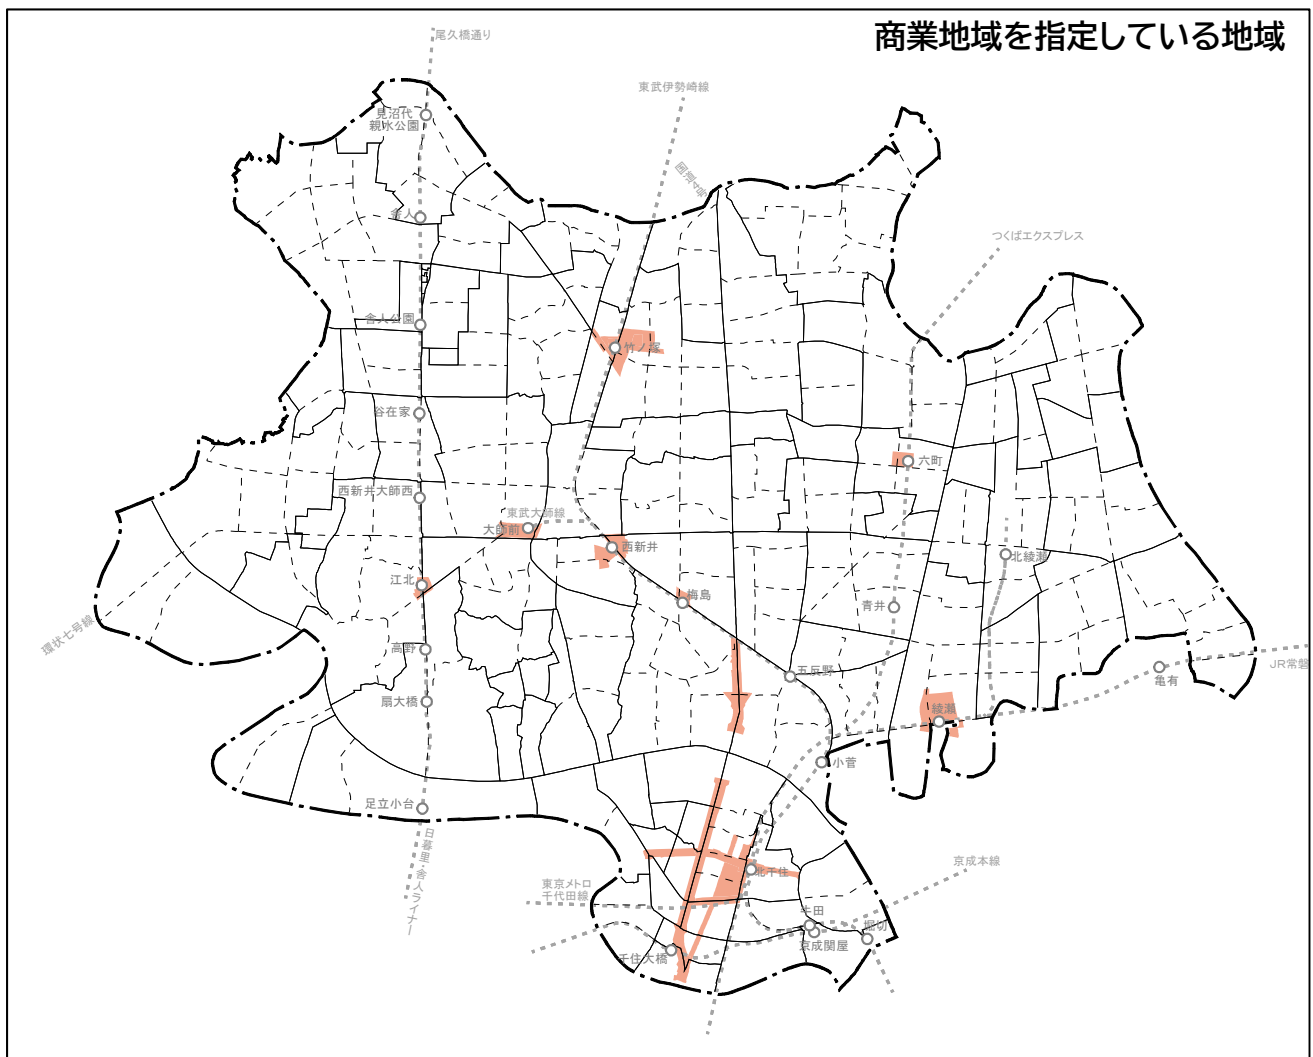 商業地域を指定している地域
尾久橋通り
東武伊勢崎線
見沼代
親水公園
国道4号
舎人
つくばエクスプレス
舎人公園
竹ノ塚
谷在家
六町
西新井大師西
東武大師線
大師前
西新井
北綾瀬
江北
梅島
青井
環状七号線
高野
五反野
亀有
JR常磐
扇大橋
綾瀬
小菅
足立小台
日暮里・舎人ライナー
京成本線
北千住
東京メトロ
千代田線
牛田
堀切
京成関屋
千住大橋